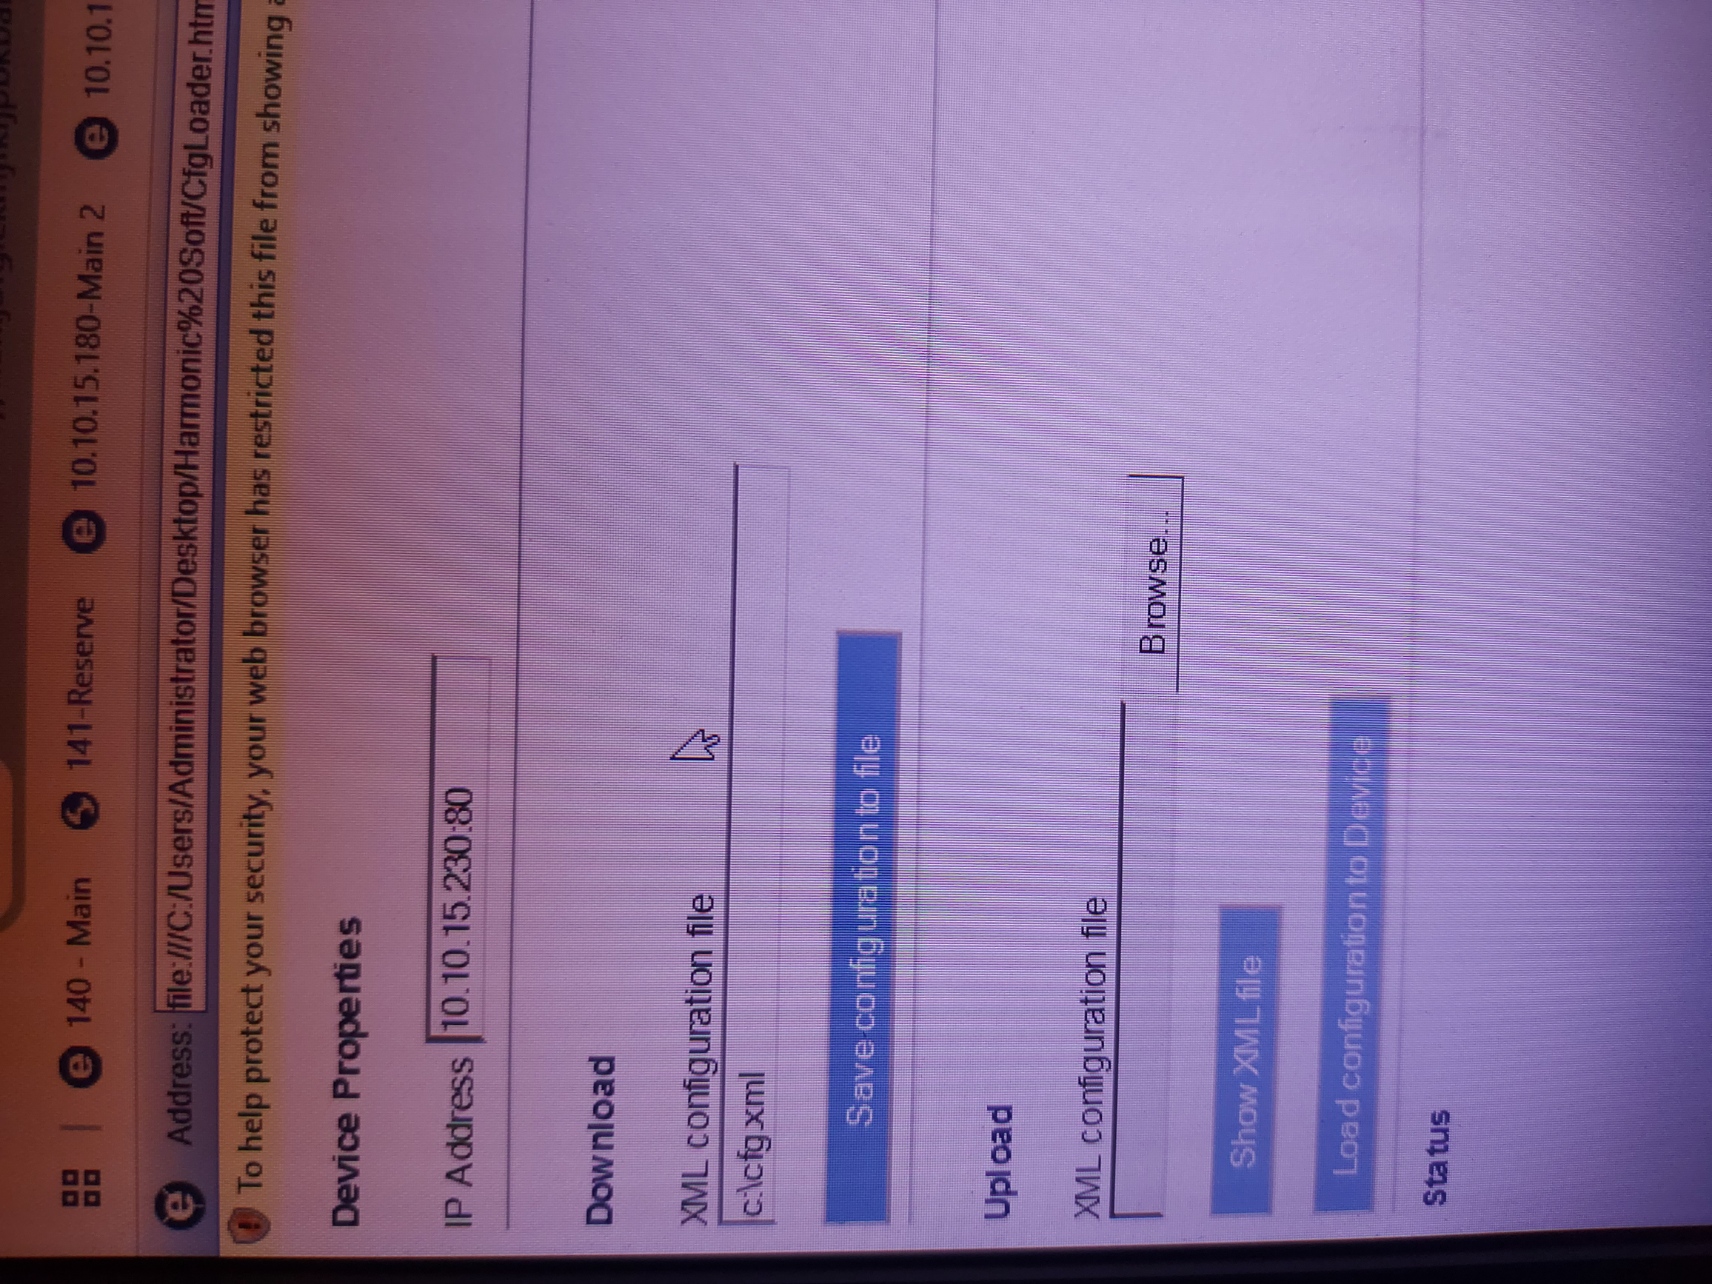 140 - Main
141-Reserve
10.10.15.180-Main 2
10.10.1
Address: file:///C:/Users/Administrator/Desktop/Harmonic%20Soft/CfgLoader.htm
To help protect your security, your web browser has restricted this file from showing
Device Properties
IP Address 10.10.15.230:80
Download
XML configuration file
c:\cfg.xml
Save configuration to file
Upload
XML configuration file
Browse...
Show XML file
Load configuration to Device
Status